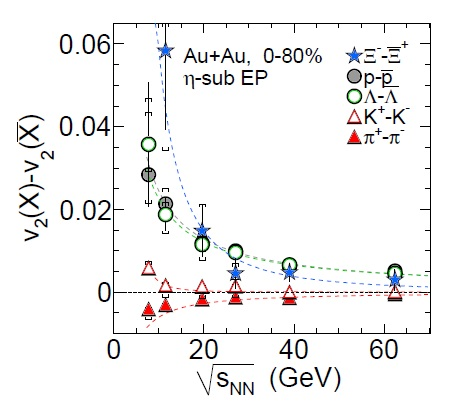 0.06
0.04
0.02
0
v₂(X)-v₂(X̅)
Au+Au, 0-80%
η-sub EP
Ξ⁻-Ξ̅⁺
p-p̅
Λ-Λ̅
K⁺-K⁻
π⁺-π⁻
0 20 40 60
√sNN (GeV)